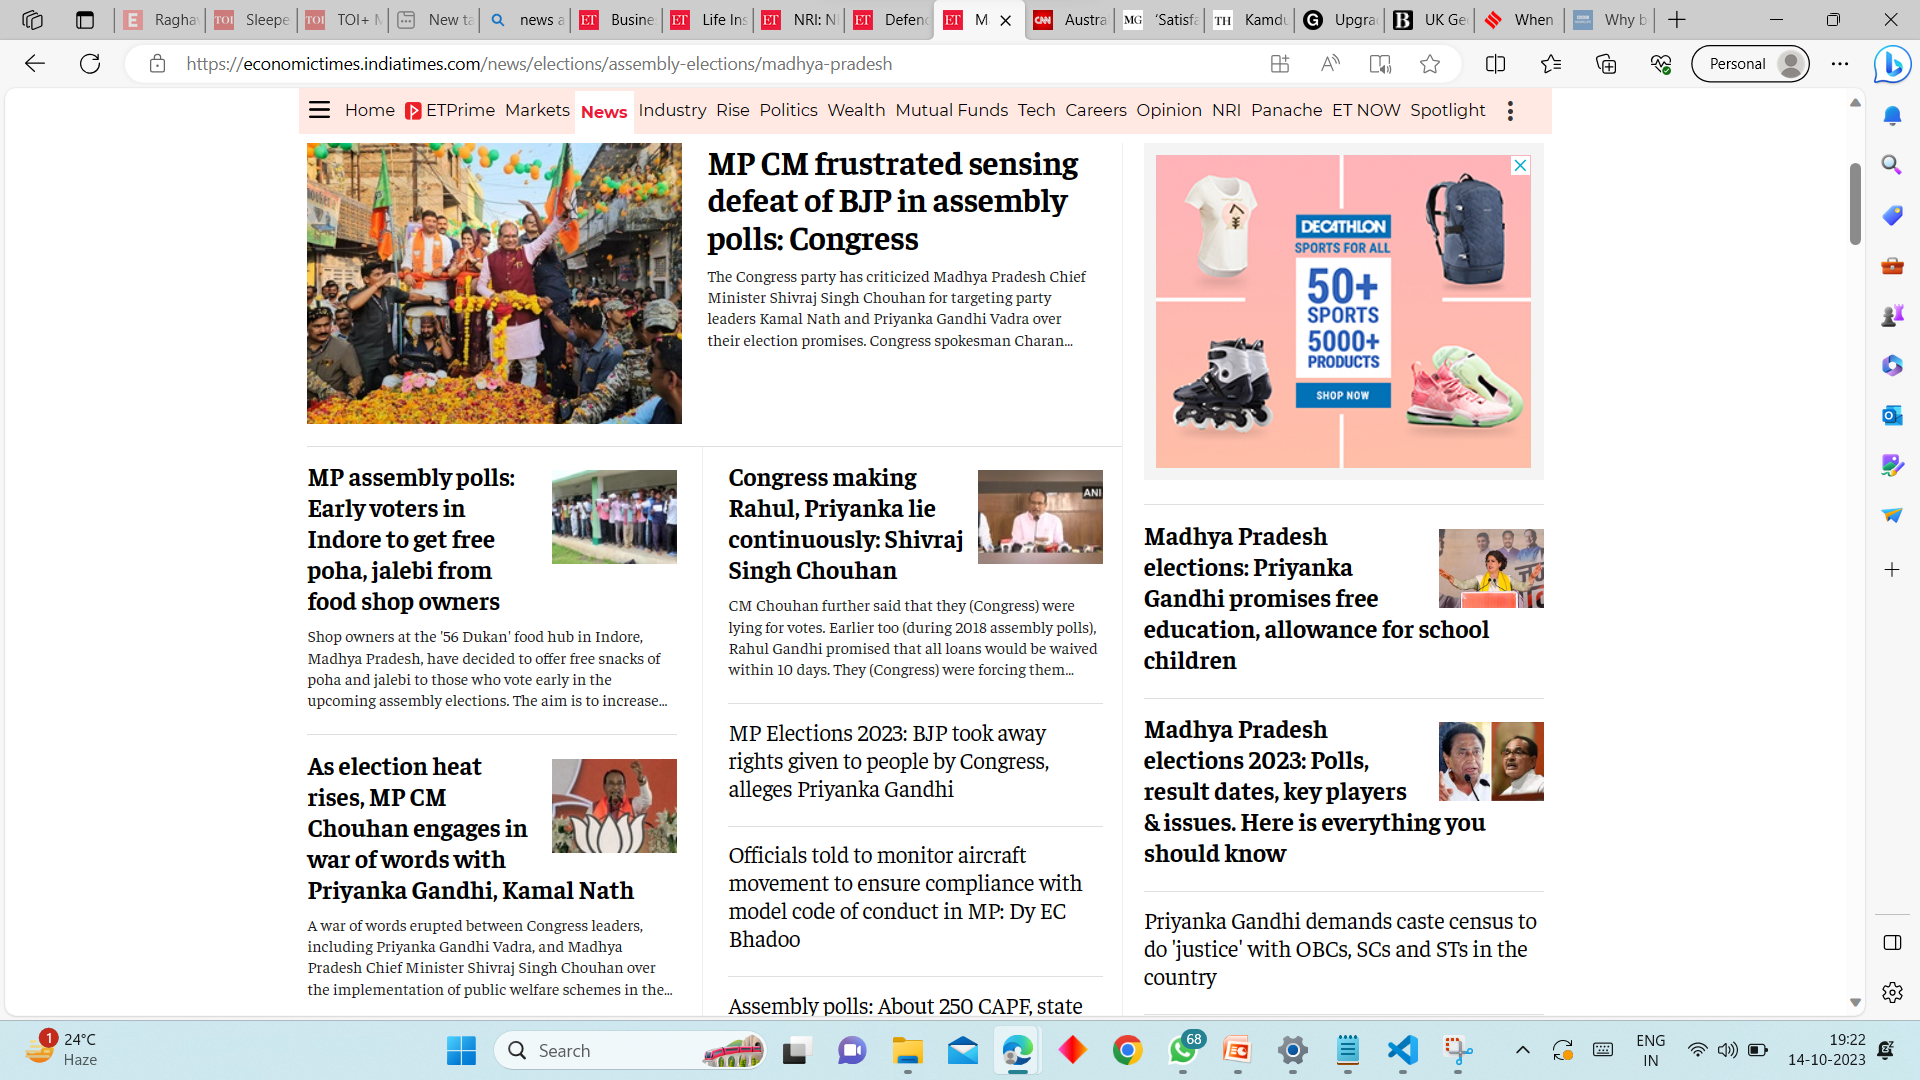 Ragha
Sleepe
TOI+ M
New ta
news a
Busine
Life Ins
NRI: N
Defenc
M
Austra
'Satisfa
Kamdu
Upgra
UK Ge
When
Why b
https://economictimes.indiatimes.com/news/elections/assembly-elections/madhya-pradesh
Personal
Home ETPrime Markets News Industry Rise Politics Wealth Mutual Funds Tech Careers Opinion NRI Panache ET NOW Spotlight
MP CM frustrated sensing
defeat of BJP in assembly
polls: Congress
The Congress party has criticized Madhya Pradesh Chief
Minister Shivraj Singh Chouhan for targeting party
leaders Kamal Nath and Priyanka Gandhi Vadra over
their election promises. Congress spokesman Charan...
DECATHLON
SPORTS FOR ALL
50+
SPORTS
5000+
PRODUCTS
SHOP NOW
MP assembly polls:
Early voters in
Indore to get free
poha, jalebi from
food shop owners
Shop owners at the '56 Dukan' food hub in Indore,
Madhya Pradesh, have decided to offer free snacks of
poha and jalebi to those who vote early in the
upcoming assembly elections. The aim is to increase...
As election heat
rises, MP CM
Chouhan engages in
war of words with
Priyanka Gandhi, Kamal Nath
A war of words erupted between Congress leaders,
including Priyanka Gandhi Vadra, and Madhya
Pradesh Chief Minister Shivraj Singh Chouhan over
the implementation of public welfare schemes in the...
Congress making
Rahul, Priyanka lie
continuously: Shivraj
Singh Chouhan
ANI
CM Chouhan further said that they (Congress) were
lying for votes. Earlier too (during 2018 assembly polls),
Rahul Gandhi promised that all loans would be waived
within 10 days. They (Congress) were forcing them...
MP Elections 2023: BJP took away
rights given to people by Congress,
alleges Priyanka Gandhi
Officials told to monitor aircraft
movement to ensure compliance with
model code of conduct in MP: Dy EC
Bhadoo
Assembly polls: About 250 CAPF, state
Madhya Pradesh
elections: Priyanka
Gandhi promises free
education, allowance for school
children
Madhya Pradesh
elections 2023: Polls,
result dates, key players
& issues. Here is everything you
should know
Priyanka Gandhi demands caste census to
do 'justice' with OBCs, SCs and STs in the
country
1
24°C
Haze
Search
68
ENG
IN
19:22
14-10-2023